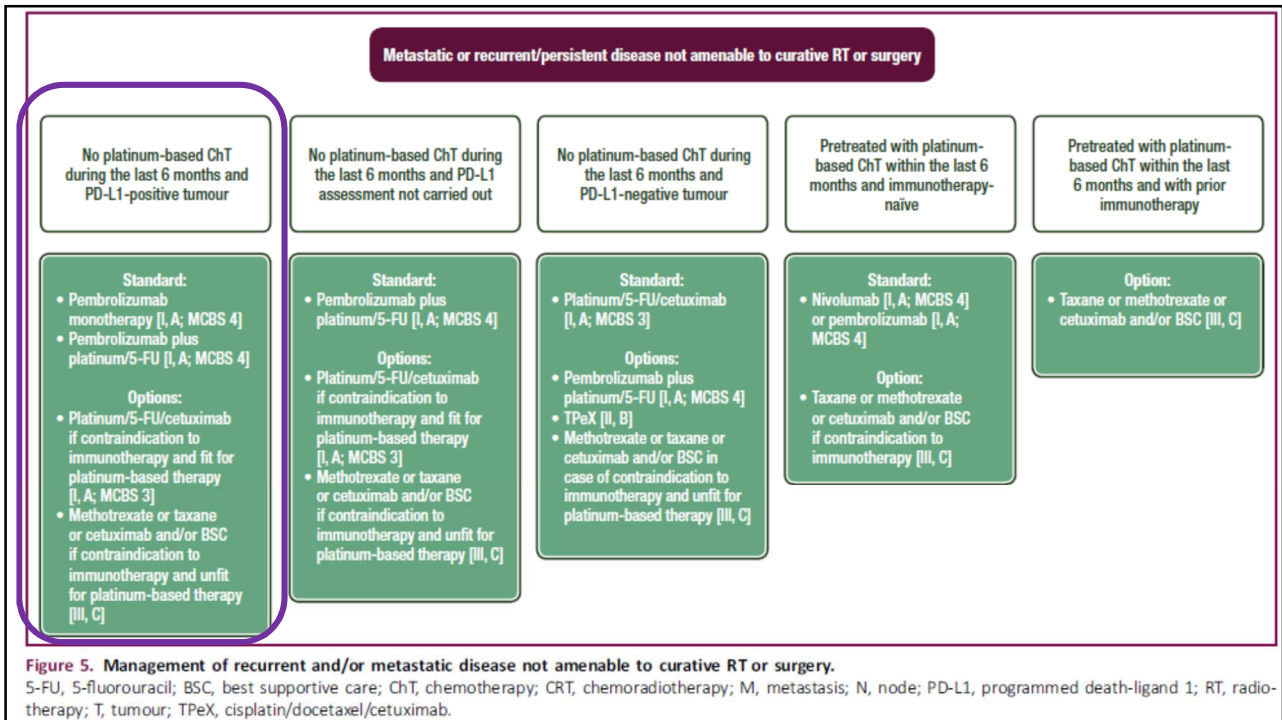 Metastatic or recurrent/persistent disease not amenable to curative RT or surgery
No platinum-based ChT
during the last 6 months and
PD-L1-positive tumour
Standard:
• Pembrolizumab
monotherapy [I, A; MCBS 4]
• Pembrolizumab plus
platinum/5-FU [I, A; MCBS 4]
Options:
• Platinum/5-FU/cetuximab
if contraindication to
immunotherapy and fit for
platinum-based therapy
[I, A; MCBS 3]
• Methotrexate or taxane
or cetuximab and/or BSC
if contraindication to
immunotherapy and unfit
for platinum-based therapy
[III, C]
No platinum-based ChT during
the last 6 months and PD-L1
assessment not carried out
Standard:
• Pembrolizumab plus
platinum/5-FU [I, A; MCBS 4]
Options:
• Platinum/5-FU/cetuximab
if contraindication to
immunotherapy and fit for
platinum-based therapy
[I, A; MCBS 3]
• Methotrexate or taxane
or cetuximab and/or BSC
if contraindication to
immunotherapy and unfit for
platinum-based therapy [III, C]
No platinum-based ChT during
the last 6 months and
PD-L1-negative tumour
Standard:
• Platinum/5-FU/cetuximab
[I, A; MCBS 3]
Options:
• Pembrolizumab plus
platinum/5-FU [I, A; MCBS 4]
• TPeX [II, B]
• Methotrexate or taxane or
cetuximab and/or BSC in
case of contraindication to
immunotherapy and unfit for
platinum-based therapy [III, C]
Pretreated with platinum-
based ChT within the last 6
months and immunotherapy-
naïve
Standard:
• Nivolumab [I, A; MCBS 4]
or pembrolizumab [I, A;
MCBS 4]
Option:
• Taxane or methotrexate
or cetuximab and/or BSC
if contraindication to
immunotherapy [III, C]
Pretreated with platinum-
based ChT within the last
6 months and with prior
immunotherapy
Option:
• Taxane or methotrexate or
cetuximab and/or BSC [III, C]
Figure 5. Management of recurrent and/or metastatic disease not amenable to curative RT or surgery.
5-FU, 5-fluorouracil; BSC, best supportive care; ChT, chemotherapy; CRT, chemoradiotherapy; M, metastasis; N, node; PD-L1, programmed death-ligand 1; RT, radio-
therapy; T, tumour; TPeX, cisplatin/docetaxel/cetuximab.